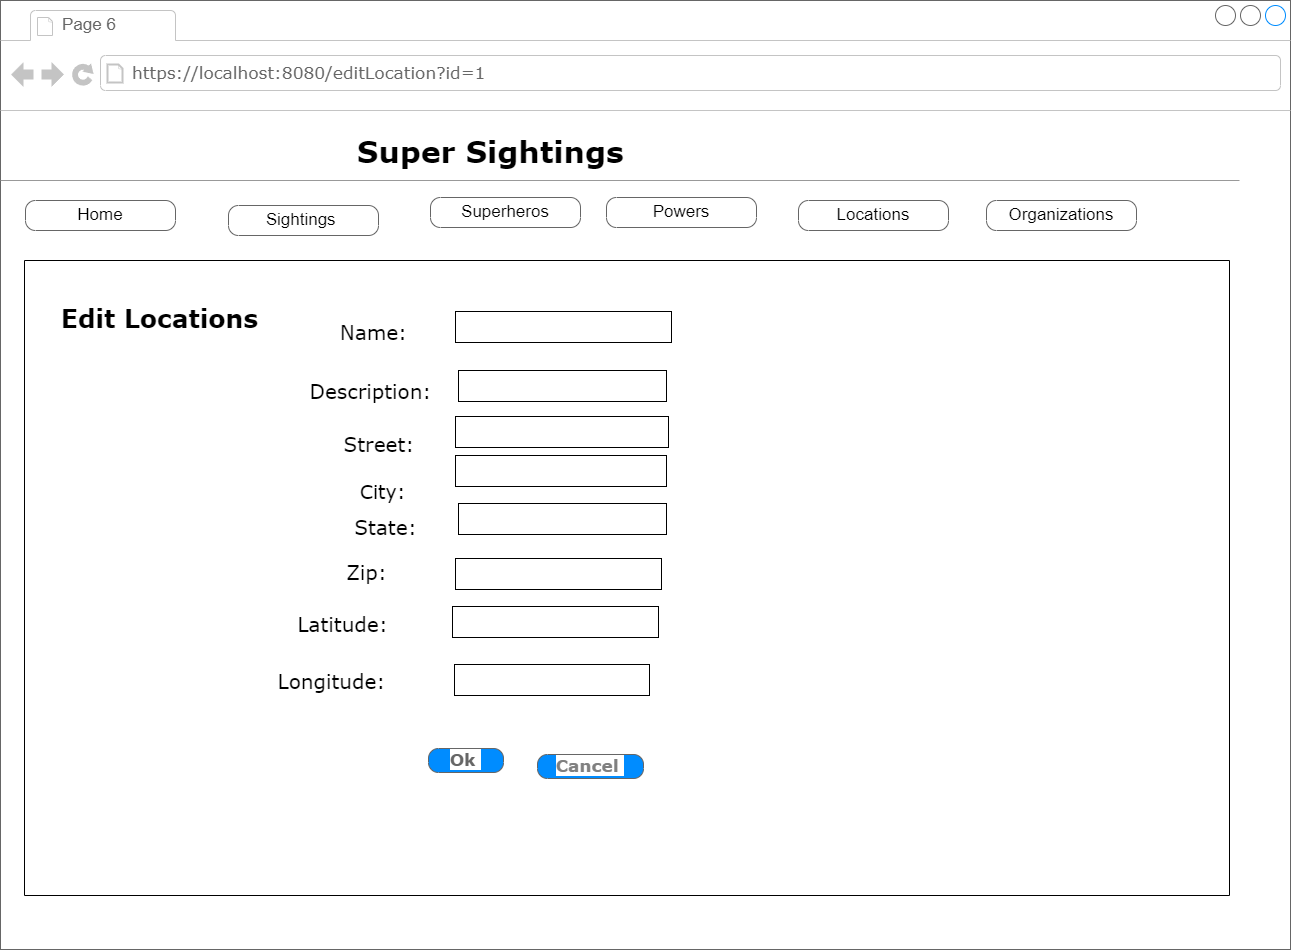 Page 6
https://localhost:8080/editLocation?id=1
Super Sightings
Home
Sightings
Superheros
Powers
Locations
Organizations
Edit Locations
Name:
Description:
Street:
City:
State:
Zip:
Latitude:
Longitude:
Ok
Cancel